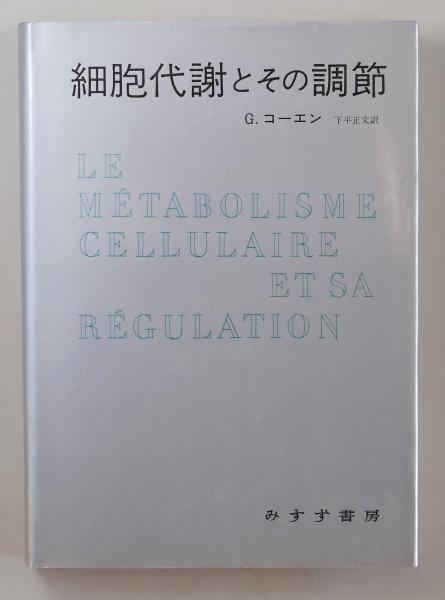 細胞代謝とその調節
G. コーエン 下平正文訳
LE
MÉTABOLISME
CELLULAIRE
ET SA
RÉGULATION
みすず書房